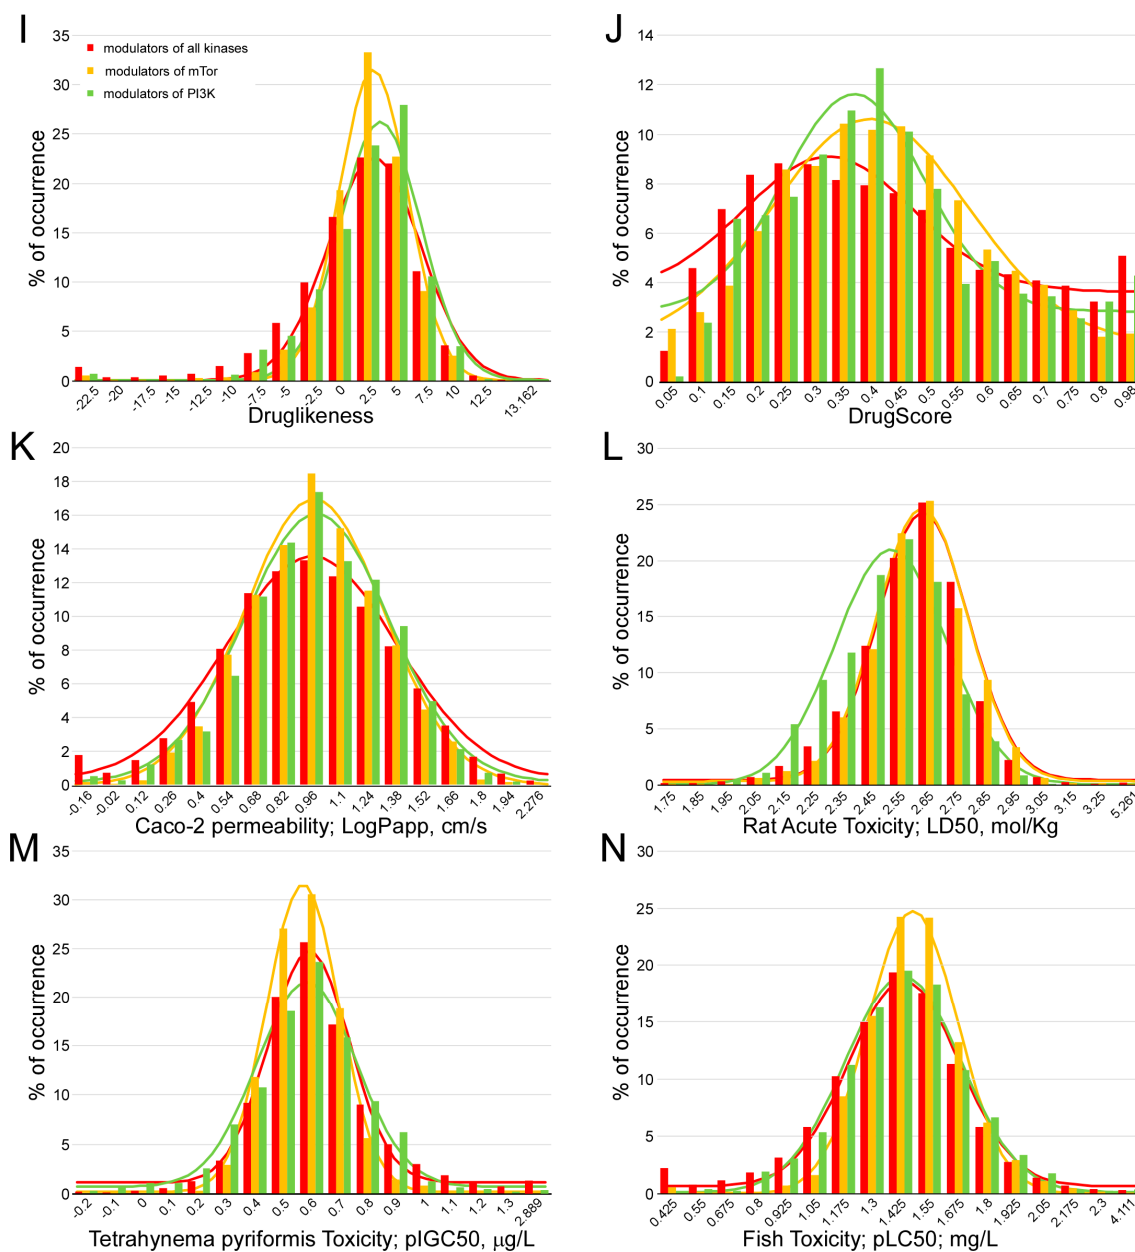 I
35
30
25
20
15
10
5
0
% of occurrence
modulators of all kinases
modulators of mTor
modulators of PI3K
-22.5 -20 -17.5 -15 -12.5 -10 -7.5 -5 -2.5 0 2.5 5 7.5 10 12.5 13.162
Druglikeness
J
14
12
10
8
6
4
2
0
% of occurrence
0.05 0.1 0.15 0.2 0.25 0.3 0.35 0.4 0.45 0.5 0.55 0.6 0.65 0.7 0.75 0.8 0.98
DrugScore
K
20
18
16
14
12
10
8
6
4
2
0
% of occurrence
-0.16 -0.02 0.12 0.26 0.4 0.54 0.68 0.82 0.96 1.1 1.24 1.38 1.52 1.66 1.8 1.94 2.276
Caco-2 permeability; LogPapp, cm/s
L
30
25
20
15
10
5
0
% of occurrence
1.75 1.85 1.95 2.05 2.15 2.25 2.35 2.45 2.55 2.65 2.75 2.85 2.95 3.05 3.15 3.25 5.261
Rat Acute Toxicity; LD50, mol/Kg
M
35
30
25
20
15
10
5
0
% of occurrence
-0.2 -0.1 0 0.1 0.2 0.3 0.4 0.5 0.6 0.7 0.8 0.9 1 1.1 1.2 1.3 2.889
Tetrahynema pyriformis Toxicity; pIGC50, µg/L
N
30
25
20
15
10
5
0
% of occurrence
0.425 0.55 0.675 0.8 0.925 1.05 1.175 1.3 1.425 1.55 1.675 1.8 1.925 2.05 2.175 2.3 4.111
Fish Toxicity; pLC50; mg/L